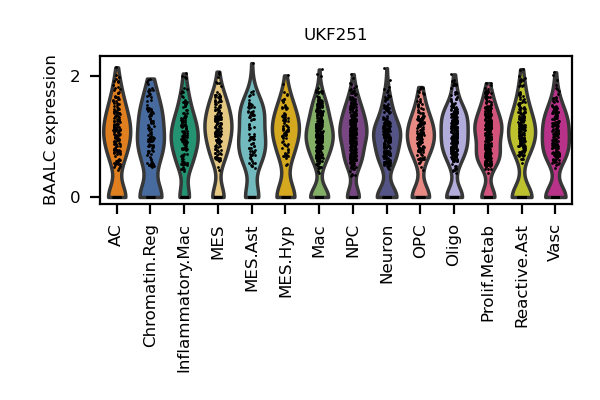 UKF251
BAALC expression
2
0
AC
Chromatin.Reg
Inflammatory.Mac
MES
MES.Ast
MES.Hyp
Mac
NPC
Neuron
OPC
Oligo
Prolif.Metab
Reactive.Ast
Vasc